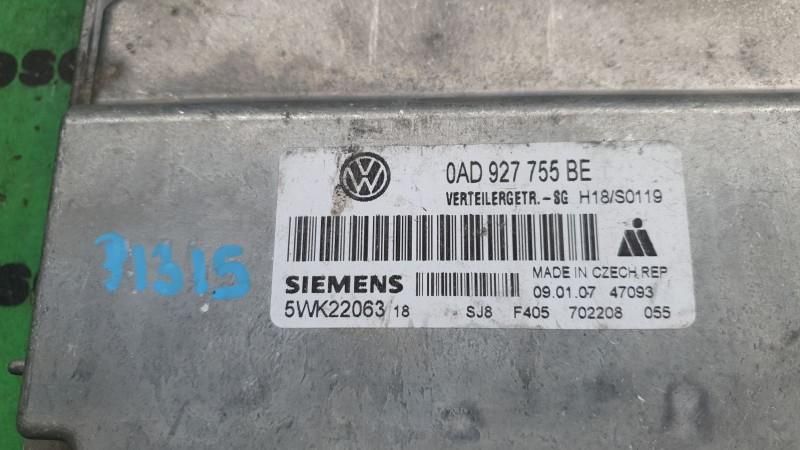 0AD 927 755 BE
VERTEILERGETR.-SG H18/S0119
71315
SIEMENS
MADE IN CZECH REP
09.01.07 47093
5WK22063 18 SJ8 F405 702208 055